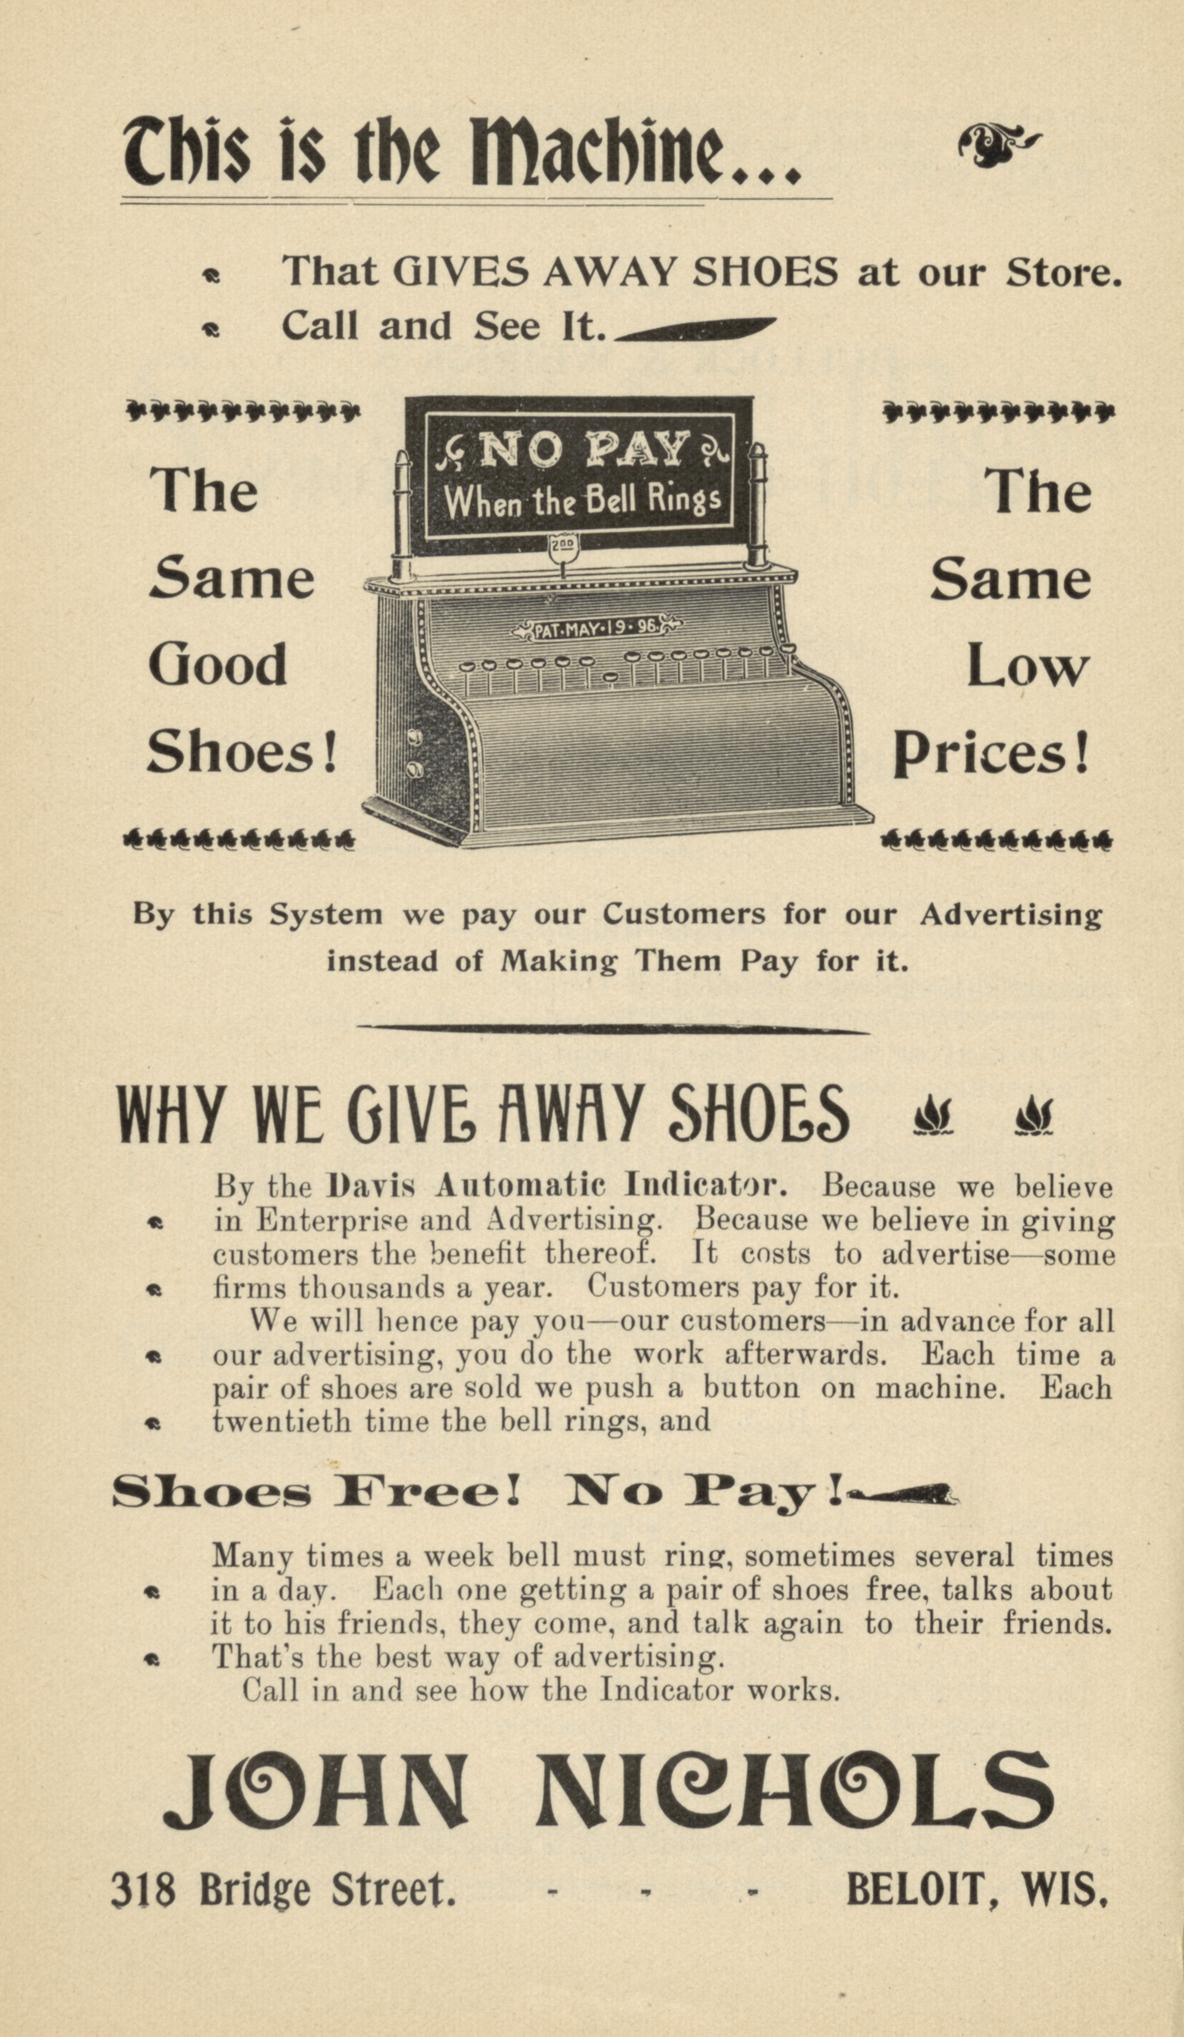 This is the Machine...
That GIVES AWAY SHOES at our Store.
Call and See It.
The
Same
Good
Shoes!
NO PAY
When the Bell Rings
200
PAT. MAY. 19. 96.
The
Same
Low
Prices!
By this System we pay our Customers for our Advertising
instead of Making Them Pay for it.
WHY WE GIVE AWAY SHOES
By the Davis Automatic Indicator. Because we believe
in Enterprise and Advertising. Because we believe in giving
customers the benefit thereof. It costs to advertise—some
firms thousands a year. Customers pay for it.
We will hence pay you—our customers—in advance for all
our advertising, you do the work afterwards. Each time a
pair of shoes are sold we push a button on machine. Each
twentieth time the bell rings, and
Shoes Free! No Pay!
Many times a week bell must ring, sometimes several times
in a day. Each one getting a pair of shoes free, talks about
it to his friends, they come, and talk again to their friends.
That's the best way of advertising.
Call in and see how the Indicator works.
JOHN NICHOLS
318 Bridge Street. - - - BELOIT, WIS.